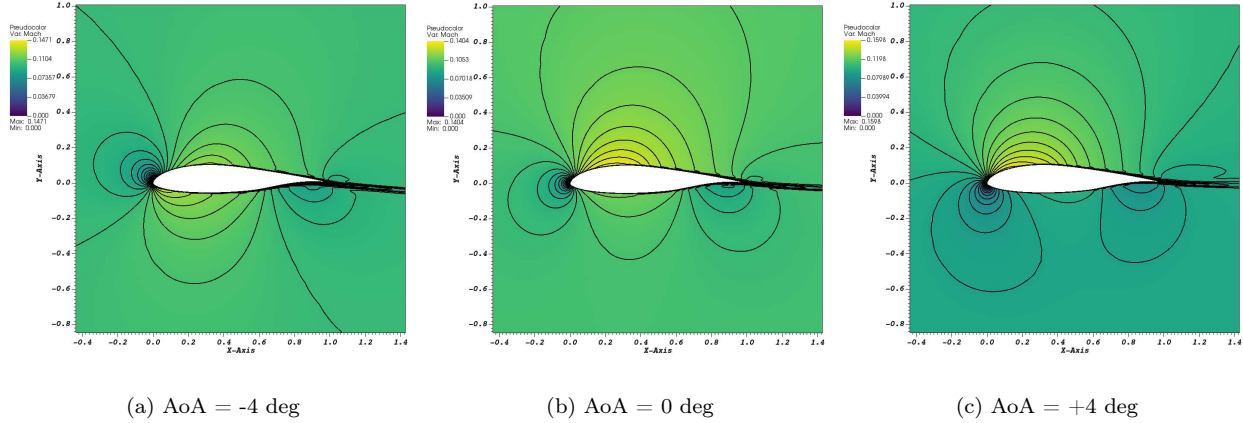 Pseudocolor
Var. Mach
0.1471
0.1104
0.07357
0.03679
0.000
Max: 0.1471
Min: 0.000
1.0
0.8
0.6
0.4
0.2
0.0
-0.2
-0.4
-0.6
-0.8
Y-Axis
-0.4 -0.2 0.0 0.2 0.4 0.6 0.8 1.0 1.2 1.4
X-Axis
(a) AoA = -4 deg
Pseudocolor
Var. Mach
0.1404
0.1053
0.07018
0.03509
0.000
Max: 0.1404
Min: 0.000
1.0
0.8
0.6
0.4
0.2
0.0
-0.2
-0.4
-0.6
-0.8
Y-Axis
-0.4 -0.2 0.0 0.2 0.4 0.6 0.8 1.0 1.2 1.4
X-Axis
(b) AoA = 0 deg
Pseudocolor
Var. Mach
0.1598
0.1198
0.07989
0.03994
0.000
Max: 0.1598
Min: 0.000
1.0
0.8
0.6
0.4
0.2
0.0
-0.2
-0.4
-0.6
-0.8
Y-Axis
-0.4 -0.2 0.0 0.2 0.4 0.6 0.8 1.0 1.2 1.4
X-Axis
(c) AoA = +4 deg